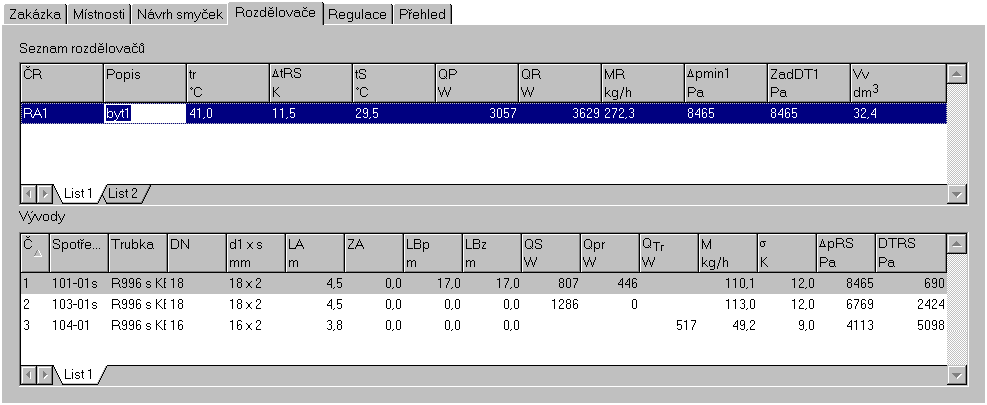 Zakázka Místnosti Návrh smyček Rozdělovače Regulace Přehled
Seznam rozdělovačů
ČR Popis tr ΔtRS tS QP QR MR Δpmin1 ZadDT1 Vv
°C K °C W W kg/h Pa Pa dm3
RA1 byt1 41,0 11,5 29,5 3057 3629 272,3 8465 8465 32,4
List 1 List 2
Vývody
Č Spotře... Trubka DN d1 x s LA ZA LBp LBz QS Qpr QTr M σ ΔpRS DTRS
mm m m m W W W kg/h K Pa Pa
1 101-01s R996 s KE 18 18 x 2 4,5 0,0 17,0 17,0 807 446 110,1 12,0 8465 690
2 103-01s R996 s KE 18 18 x 2 4,5 0,0 0,0 0,0 1286 0 113,0 12,0 6769 2424
3 104-01 R996 s KE 16 16 x 2 3,8 0,0 0,0 0,0 517 49,2 9,0 4113 5098
List 1